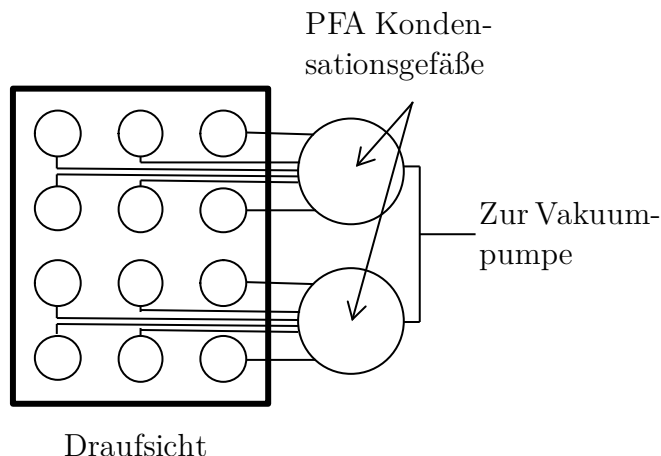 PFA Konden-
sationsgefäße
Zur Vakuum-
pumpe
Draufsicht